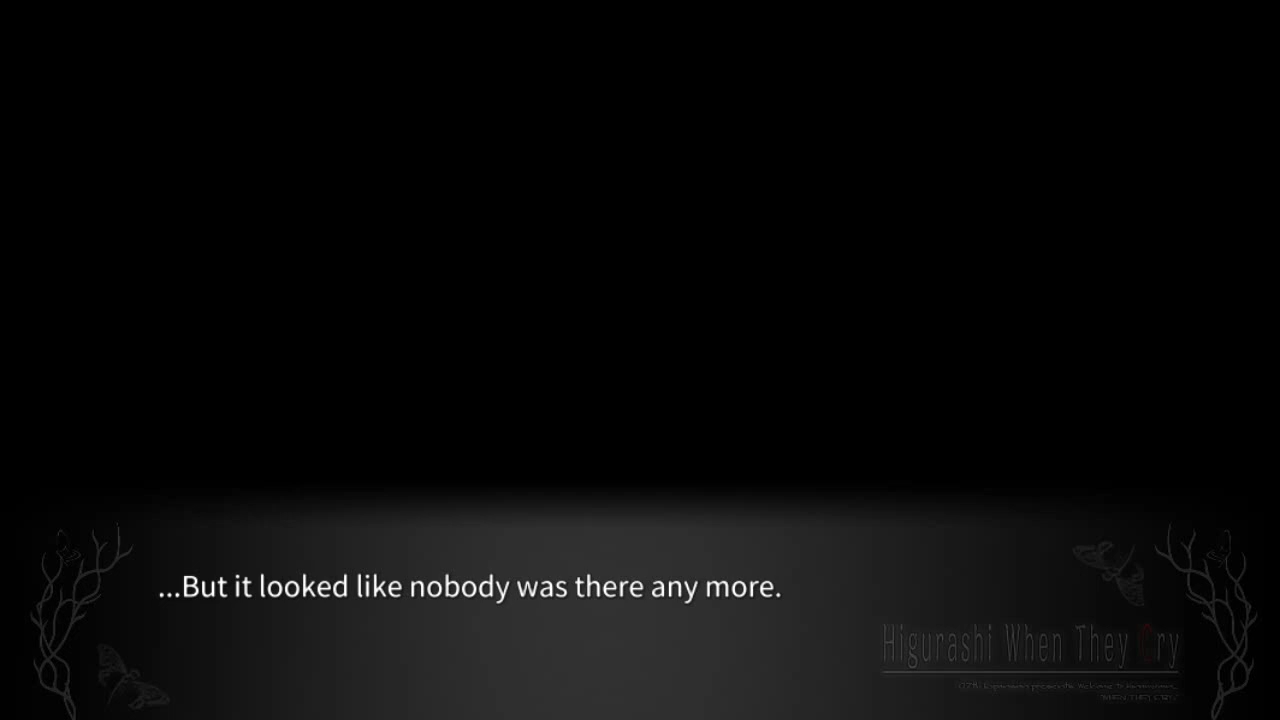 ...But it looked like nobody was there any more.
Higurashi When They Cry